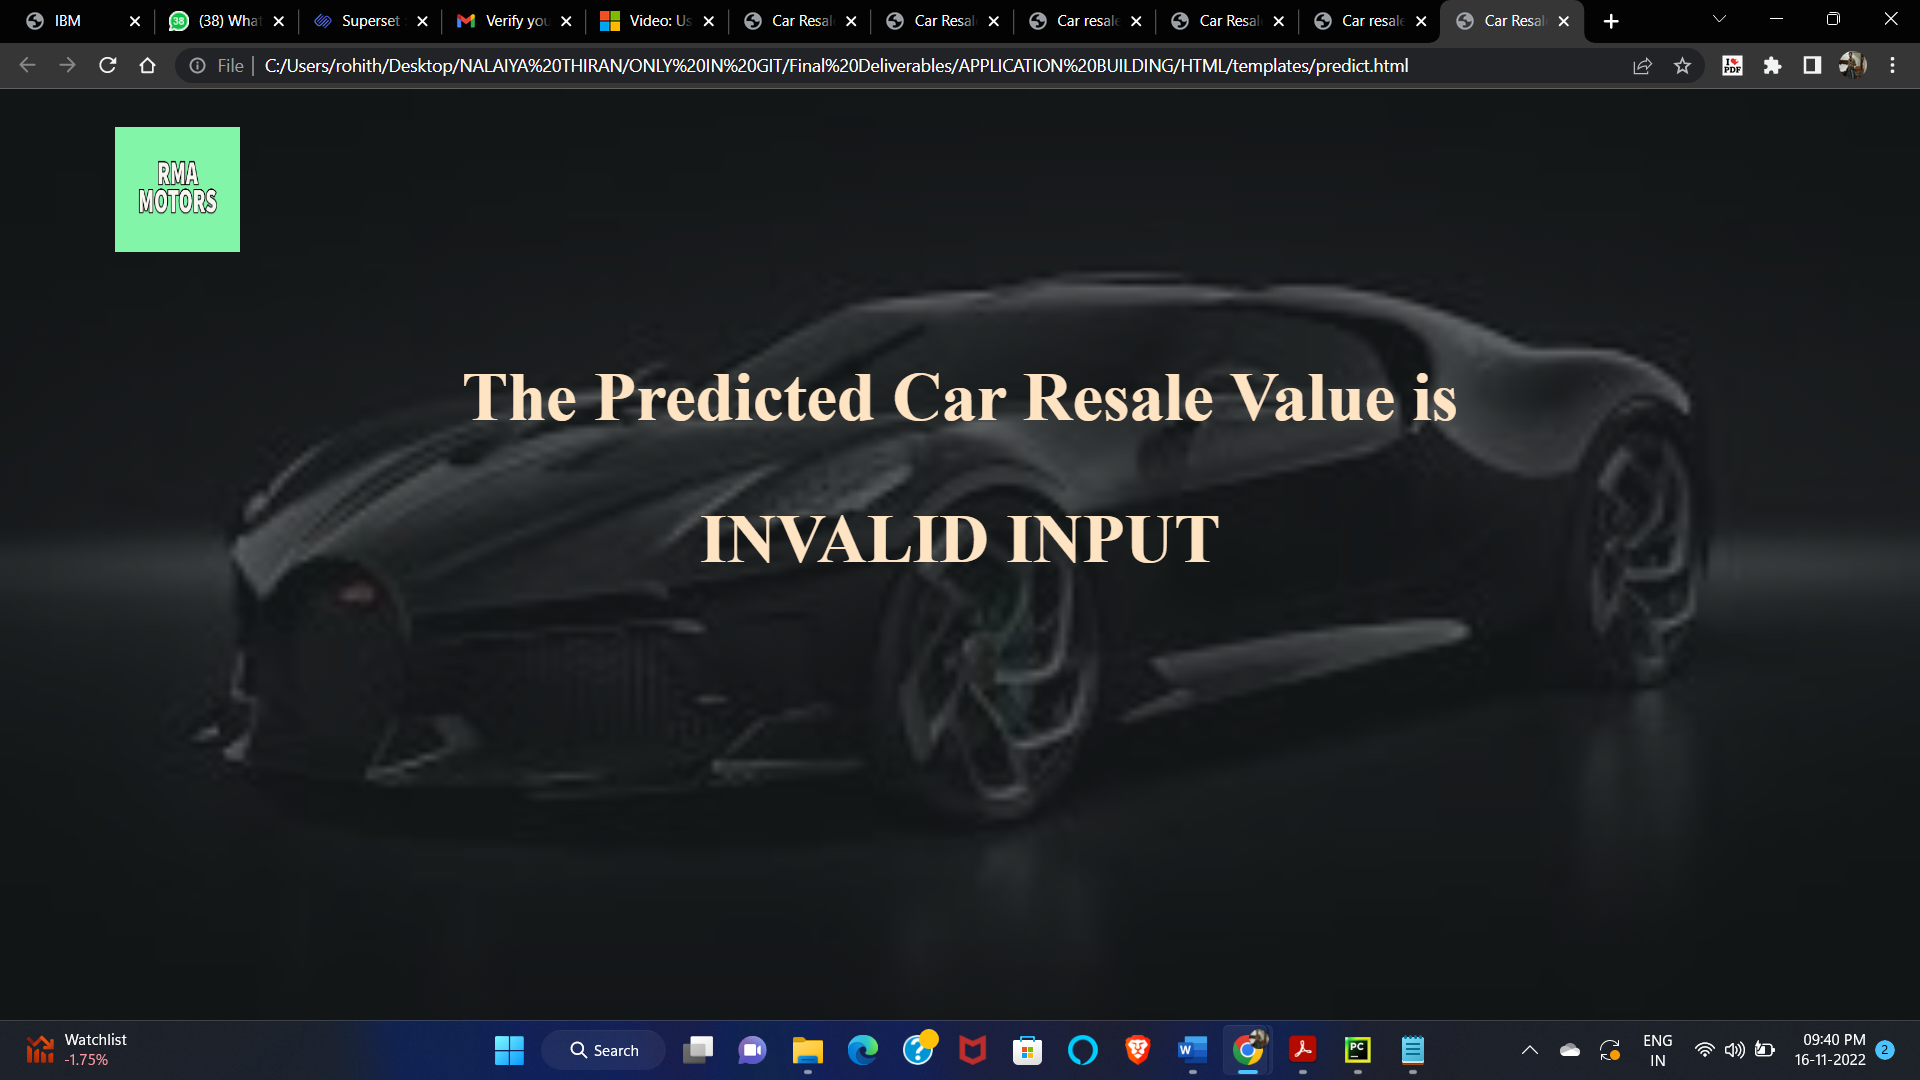 IBM
(38) What
Superset
Verify you
Video: Us
Car Resal
Car Resal
Car resale
Car Resal
Car resale
Car Resal
File
C:/Users/rohith/Desktop/NALAIYA%20THIRAN/ONLY%20IN%20GIT/Final%20Deliverables/APPLICATION%20BUILDING/HTML/templates/predict.html
RMA
MOTORS
The Predicted Car Resale Value is
INVALID INPUT
Watchlist
-1.75%
Search
ENG
IN
09:40 PM
16-11-2022
2